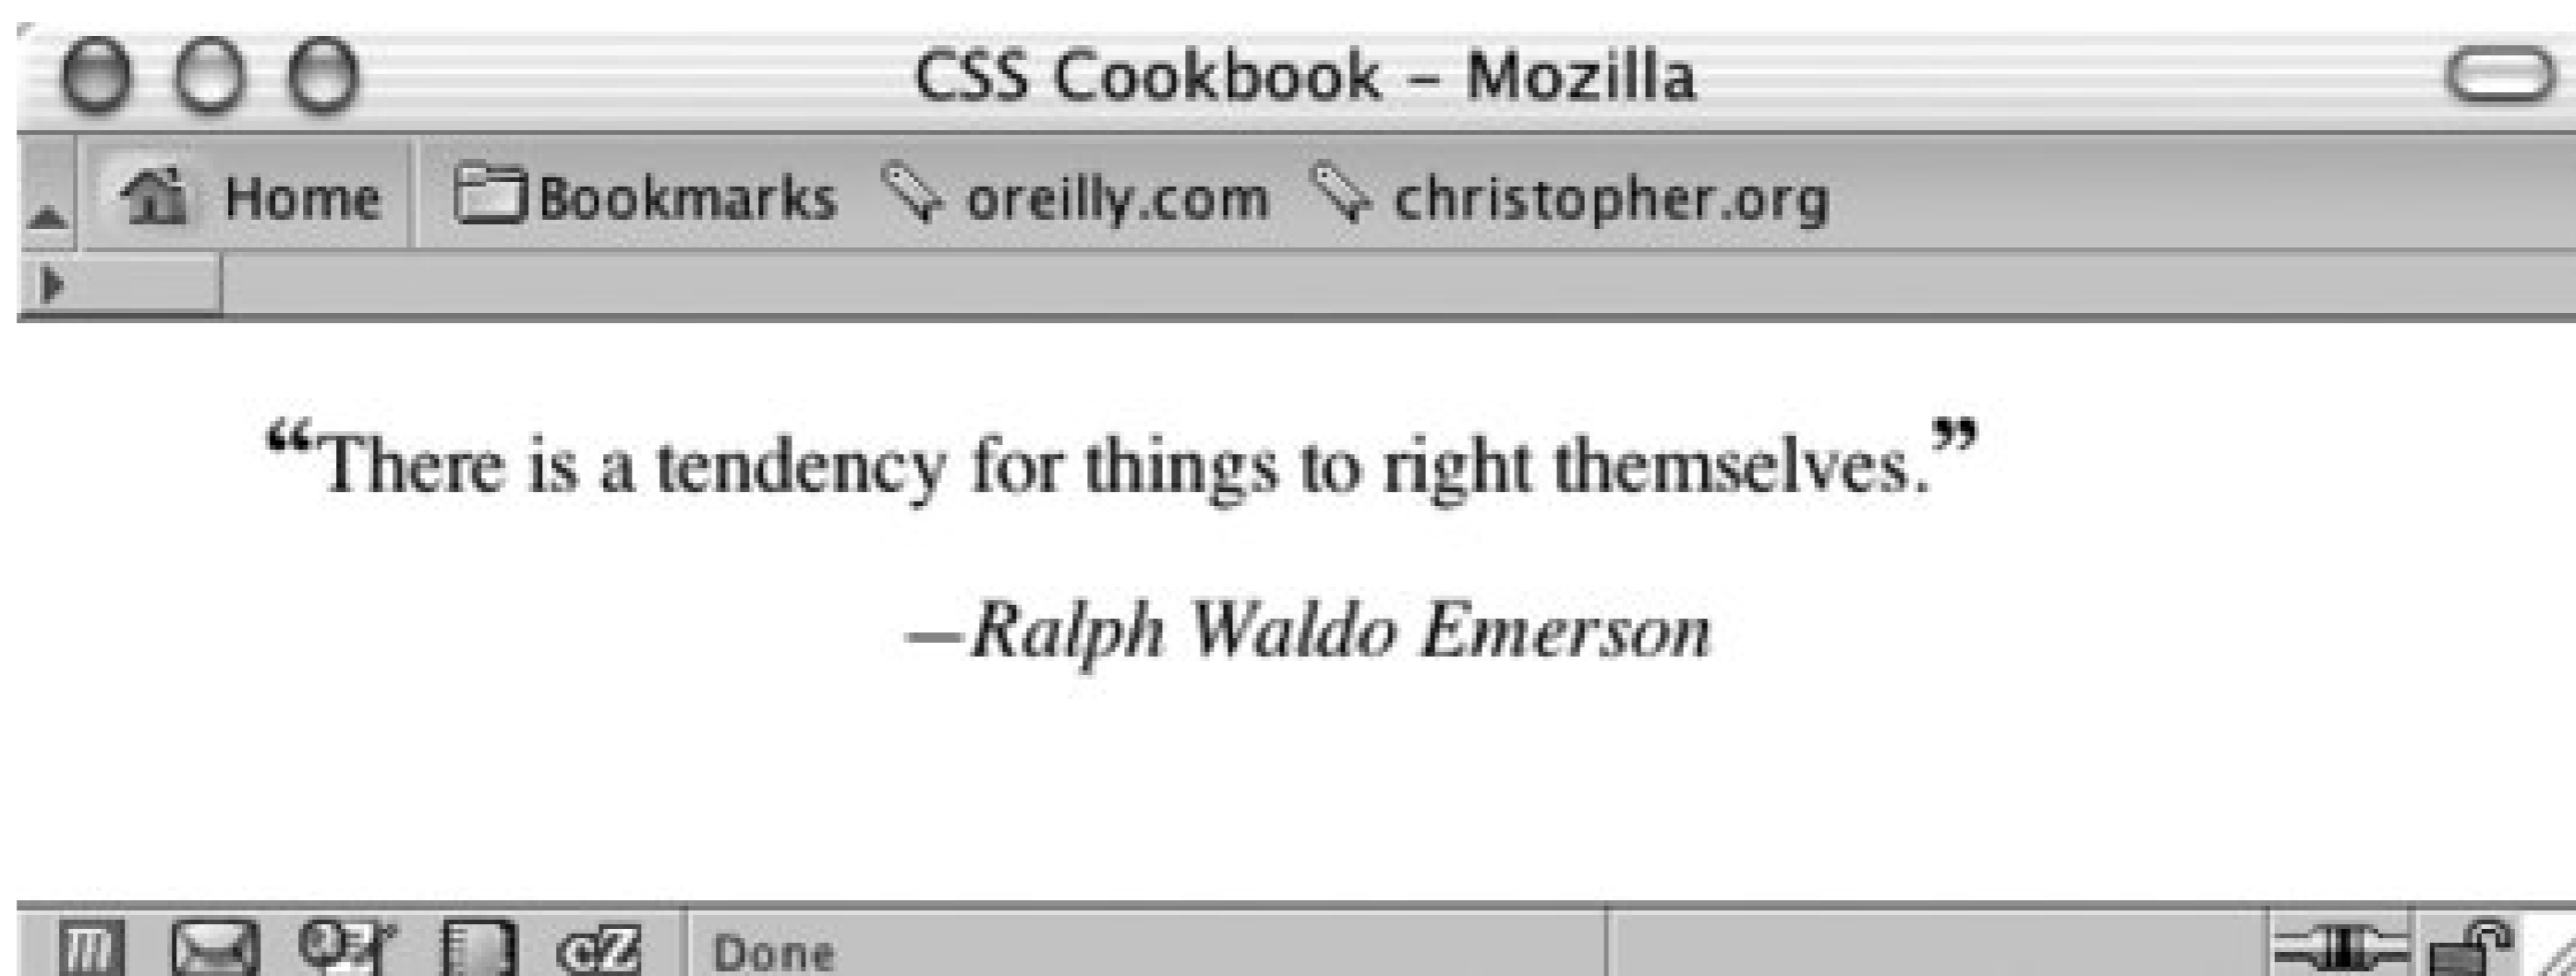 CSS Cookbook – Mozilla
Home Bookmarks oreilly.com christopher.org
“There is a tendency for things to right themselves.”
—Ralph Waldo Emerson
Done